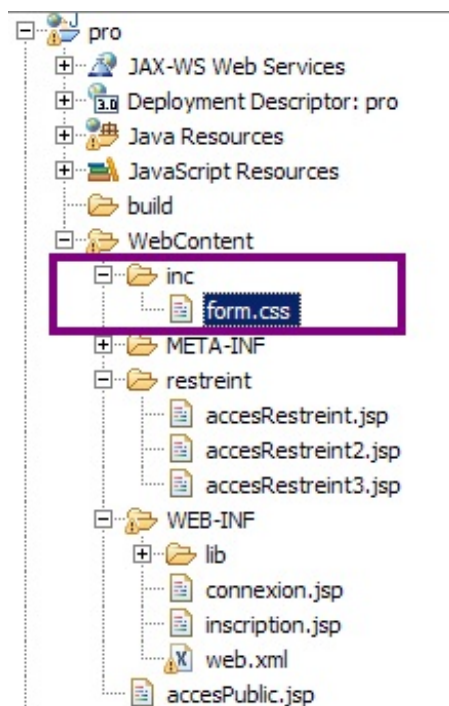 pro
JAX-WS Web Services
3.0 Deployment Descriptor: pro
Java Resources
JavaScript Resources
build
WebContent
inc
form.css
META-INF
restreint
accesRestreint.jsp
accesRestreint2.jsp
accesRestreint3.jsp
WEB-INF
lib
connexion.jsp
inscription.jsp
X web.xml
accesPublic.jsp